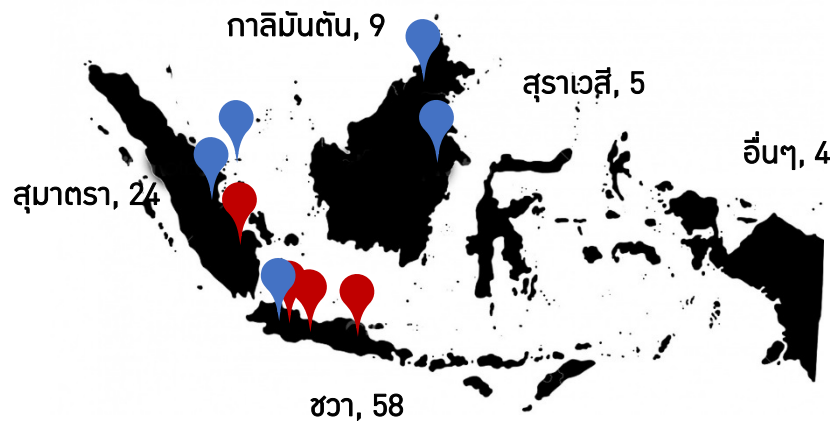 กาลิมันตัน, 9
สุราเวสี, 5
อื่นๆ, 4
สุมาตรา, 24
ชวา, 58